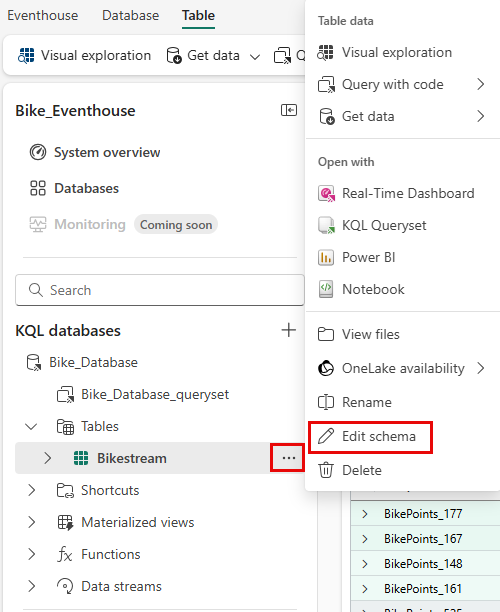 Eventhouse Database Table
Visual exploration Get data Q
Bike_Eventhouse
System overview
Databases
Monitoring Coming soon
Search
KQL databases
Bike_Database
Bike_Database_queryset
Tables
Bikestream
Shortcuts
Materialized views
Functions
Data streams
Table data
Visual exploration
Query with code
Get data
Open with
Real-Time Dashboard
KQL Queryset
Power BI
Notebook
View files
OneLake availability
Rename
Edit schema
Delete
BikePoints_177
BikePoints_167
BikePoints_148
BikePoints_161